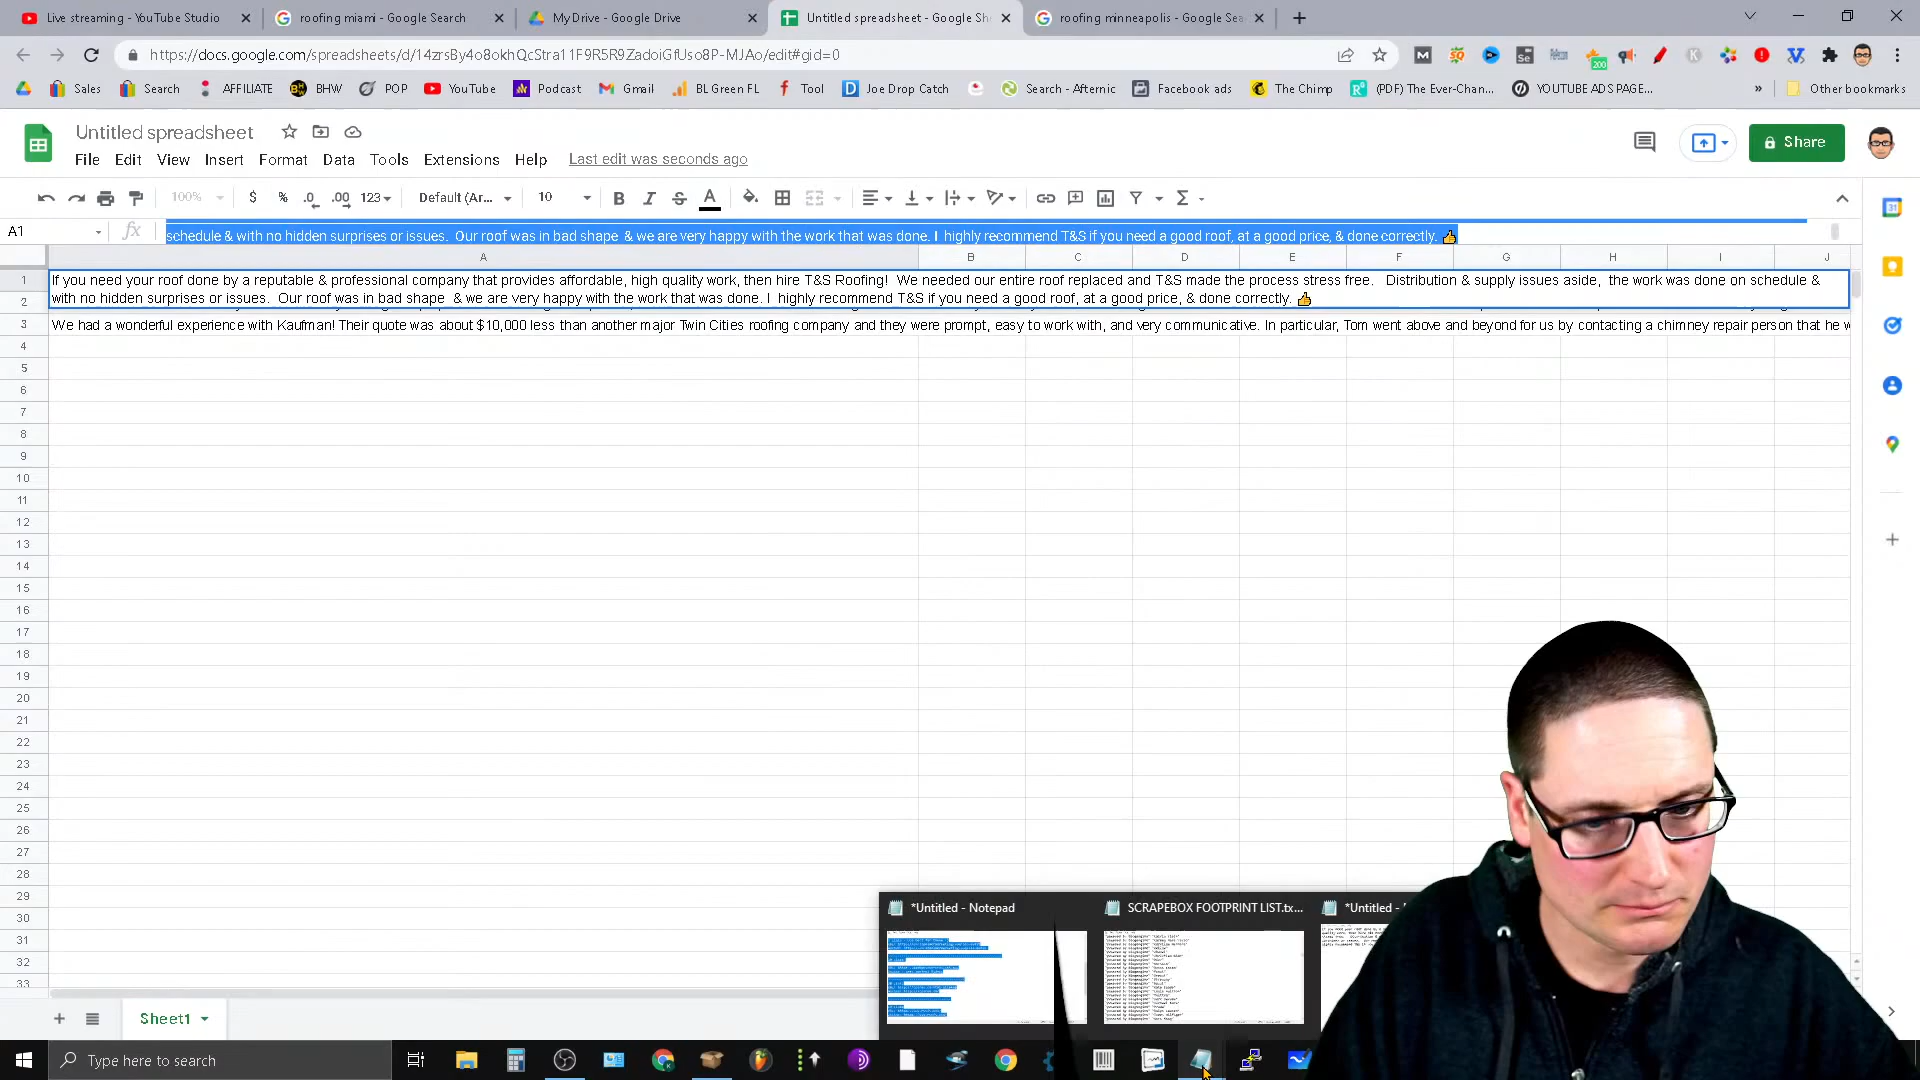 Live streaming - YouTube Studio
roofing miami - Google Search
My Drive - Google Drive
Untitled spreadsheet - Google Sh
roofing minneapolis - Google Sea
https://docs.google.com/spreadsheets/d/14zrsBy4o8okhQcStra11F9R5R9ZadoiGfUso8P-MJAo/edit#gid=0
Sales
Search
AFFILIATE
BHW
POP
YouTube
Podcast
Gmail
BL Green FL
Tool
Joe Drop Catch
Search - Afternic
Facebook ads
The Chimp
(PDF) The Ever-Chan...
YOUTUBE ADS PAGE...
»
Other bookmarks
Untitled spreadsheet
File Edit View Insert Format Data Tools Extensions Help Last edit was seconds ago
Share
100% $ % .0 .00 123 Default (Ar... 10 B I S A
A1 fx schedule & with no hidden surprises or issues. Our roof was in bad shape & we are very happy with the work that was done. I highly recommend T&S if you need a good roof, at a good price, & done correctly. 👍
A B C D E F G H I J
1 If you need your roof done by a reputable & professional company that provides affordable, high quality work, then hire T&S Roofing! We needed our entire roof replaced and T&S made the process stress free. Distribution & supply issues aside, the work was done on schedule &
2 with no hidden surprises or issues. Our roof was in bad shape & we are very happy with the work that was done. I highly recommend T&S if you need a good roof, at a good price, & done correctly. 👍
3 We had a wonderful experience with Kaufman! Their quote was about $10,000 less than another major Twin Cities roofing company and they were prompt, easy to work with, and very communicative. In particular, Tom went above and beyond for us by contacting a chimney repair person that he w
4
5
6
7
8
9
10
11
12
13
14
15
16
17
18
19
20
21
22
23
24
25
26
27
28
29
30
31
32
33
*Untitled - Notepad
SCRAPEBOX FOOTPRINT LIST.tx...
*Untitled -
Sheet1
Type here to search